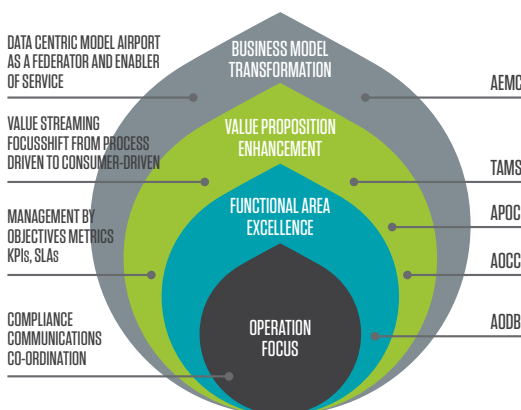 DATA CENTRIC MODEL AIRPORT
AS A FEDERATOR AND ENABLER
OF SERVICE
VALUE STREAMING
FOCUSSHIFT FROM PROCESS
DRIVEN TO CONSUMER-DRIVEN
MANAGEMENT BY
OBJECTIVES METRICS
KPIs, SLAs
COMPLIANCE
COMMUNICATIONS
CO-ORDINATION
BUSINESS MODEL
TRANSFORMATION
VALUE PROPOSITION
ENHANCEMENT
FUNCTIONAL AREA
EXCELLENCE
OPERATION
FOCUS
AEMC
TAMS
APOC
AOCC
AODB